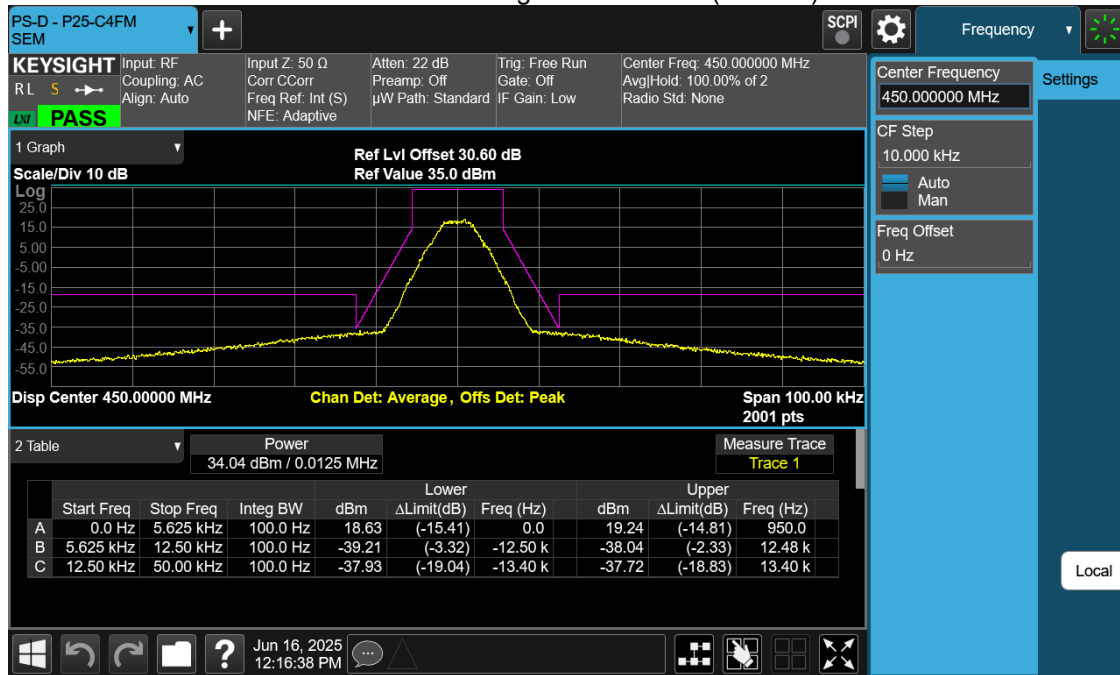 PS-D - P25-C4FM
SEM
SCPI
Frequency
KEYSIGHT
R L S
LXI PASS
Input: RF
Coupling: AC
Align: Auto
Input Z: 50 Ω
Corr CCorr
Freq Ref: Int (S)
NFE: Adaptive
Atten: 22 dB
Preamp: Off
µW Path: Standard
Trig: Free Run
Gate: Off
IF Gain: Low
Center Freq: 450.000000 MHz
Avg|Hold: 100.00% of 2
Radio Std: None
Center Frequency
450.000000 MHz
Settings
CF Step
10.000 kHz
Auto
Man
Freq Offset
0 Hz
Local
1 Graph
Scale/Div 10 dB
Ref Lvl Offset 30.60 dB
Ref Value 35.0 dBm
Log
25.0
15.0
5.00
-5.00
-15.0
-25.0
-35.0
-45.0
-55.0
Disp Center 450.00000 MHz
Chan Det: Average , Offs Det: Peak
Span 100.00 kHz
2001 pts
2 Table
Power
34.04 dBm / 0.0125 MHz
Measure Trace
Trace 1
Lower Upper
Start Freq Stop Freq Integ BW dBm ΔLimit(dB) Freq (Hz) dBm ΔLimit(dB) Freq (Hz)
A 0.0 Hz 5.625 kHz 100.0 Hz 18.63 (-15.41) 0.0 19.24 (-14.81) 950.0
B 5.625 kHz 12.50 kHz 100.0 Hz -39.21 (-3.32) -12.50 k -38.04 (-2.33) 12.48 k
C 12.50 kHz 50.00 kHz 100.0 Hz -37.93 (-19.04) -13.40 k -37.72 (-18.83) 13.40 k
?
Jun 16, 2025
12:16:38 PM